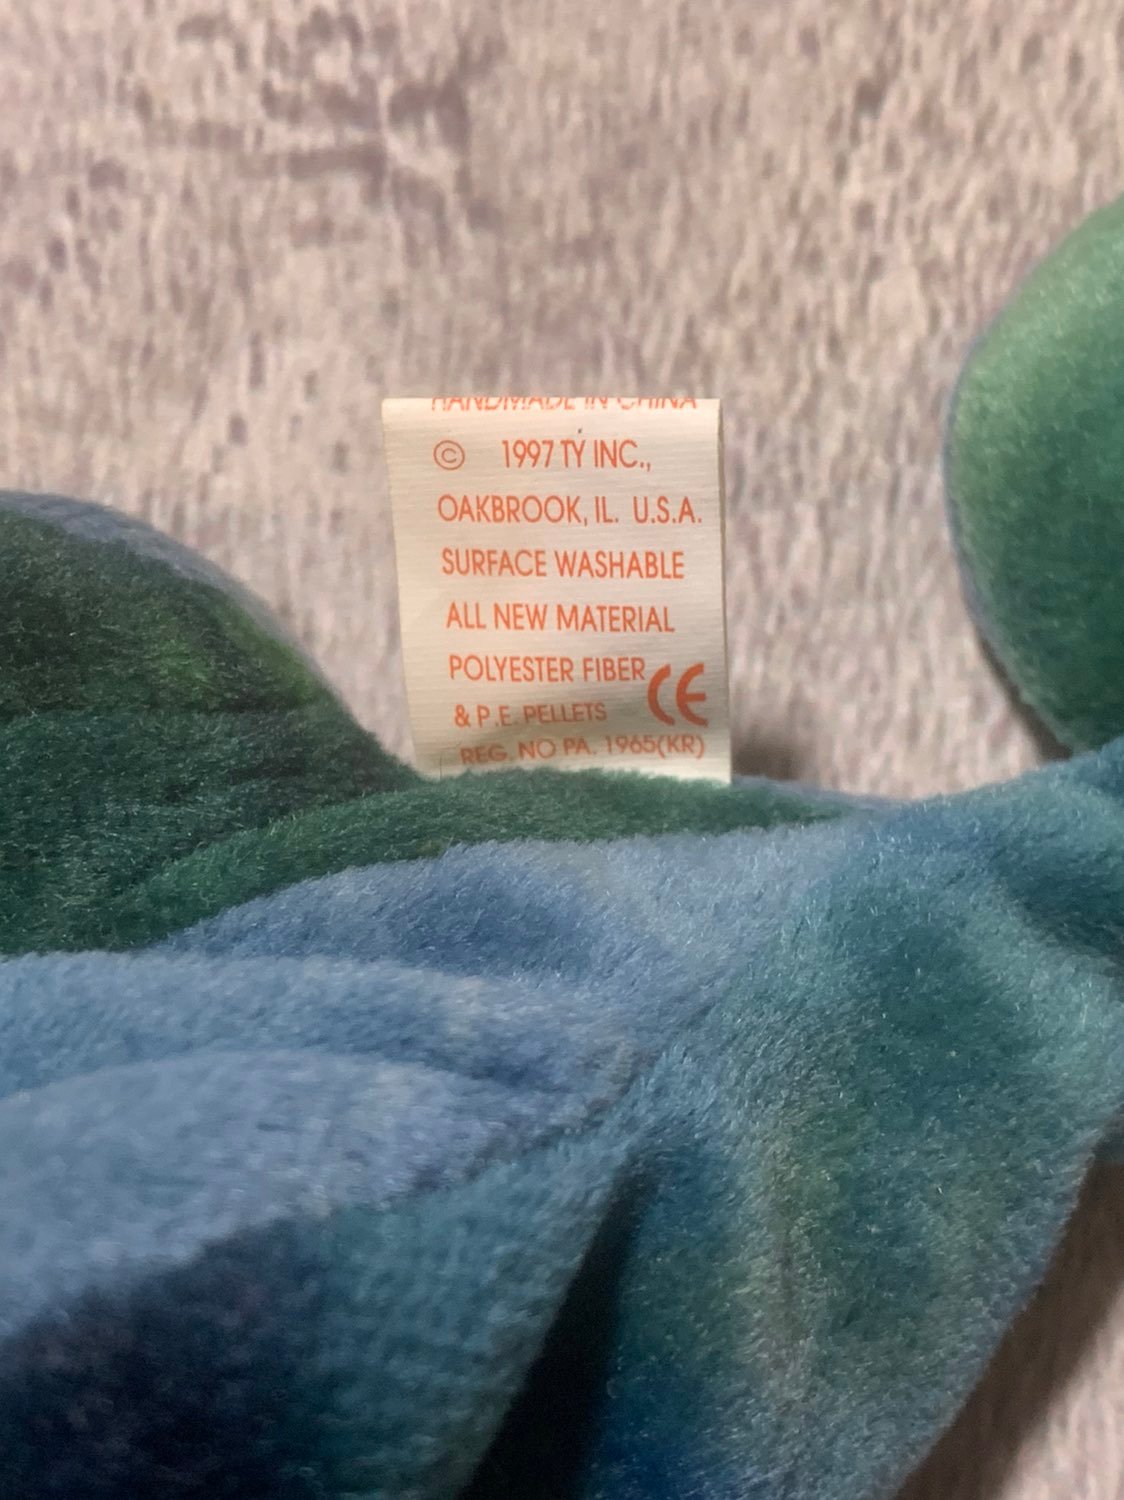 HANDMADE IN CHINA
© 1997 TY INC.,
OAKBROOK, IL. U.S.A.
SURFACE WASHABLE
ALL NEW MATERIAL
POLYESTER FIBER
& P.E. PELLETS CE
REG. NO PA. 1965(KR)